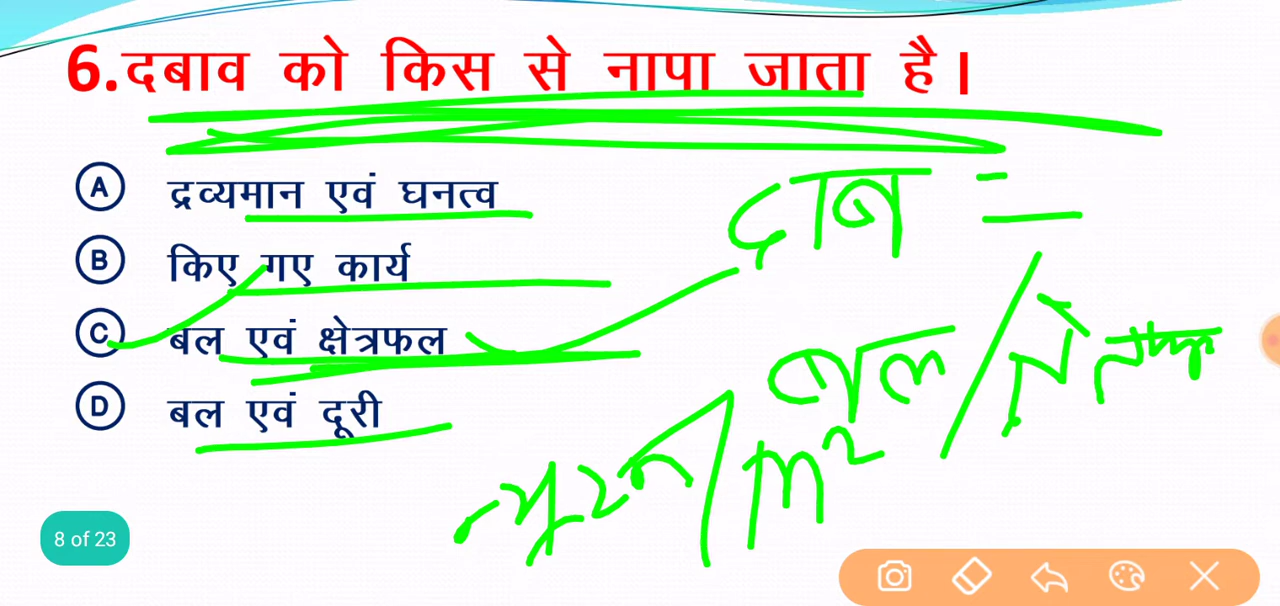 6.दबाव को किस से नापा जाता है।
A द्रव्यमान एवं घनत्व
B किए गए कार्य
C बल एवं क्षेत्रफल
D बल एवं दूरी
दाब =
बल /
न्यूटन/m²
8 of 23